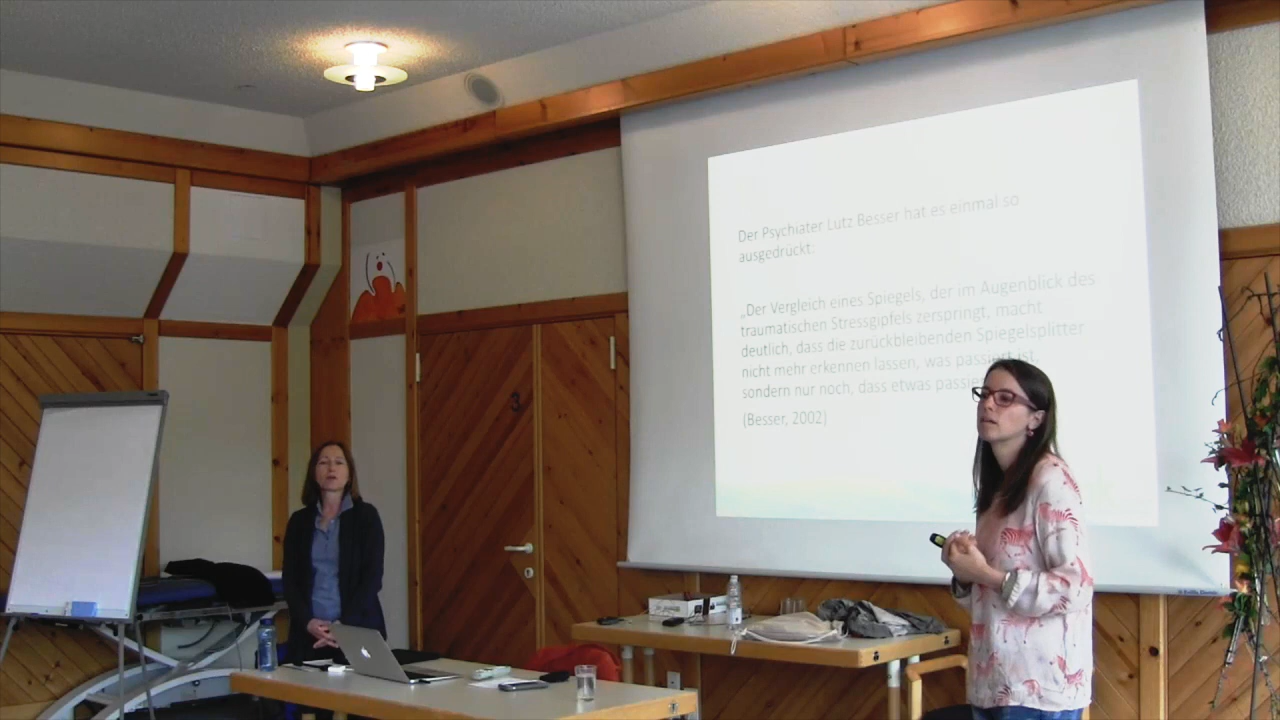 Der Psychiater Lutz Besser hat es einmal so
ausgedrückt:
„Der Vergleich eines Spiegels, der im Augenblick des
traumatischen Stressgipfels zerspringt, macht
deutlich, dass die zurückbleibenden Spiegelsplitter
nicht mehr erkennen lassen, was passiert ist,
sondern nur noch, dass etwas
(Besser, 2002)
3